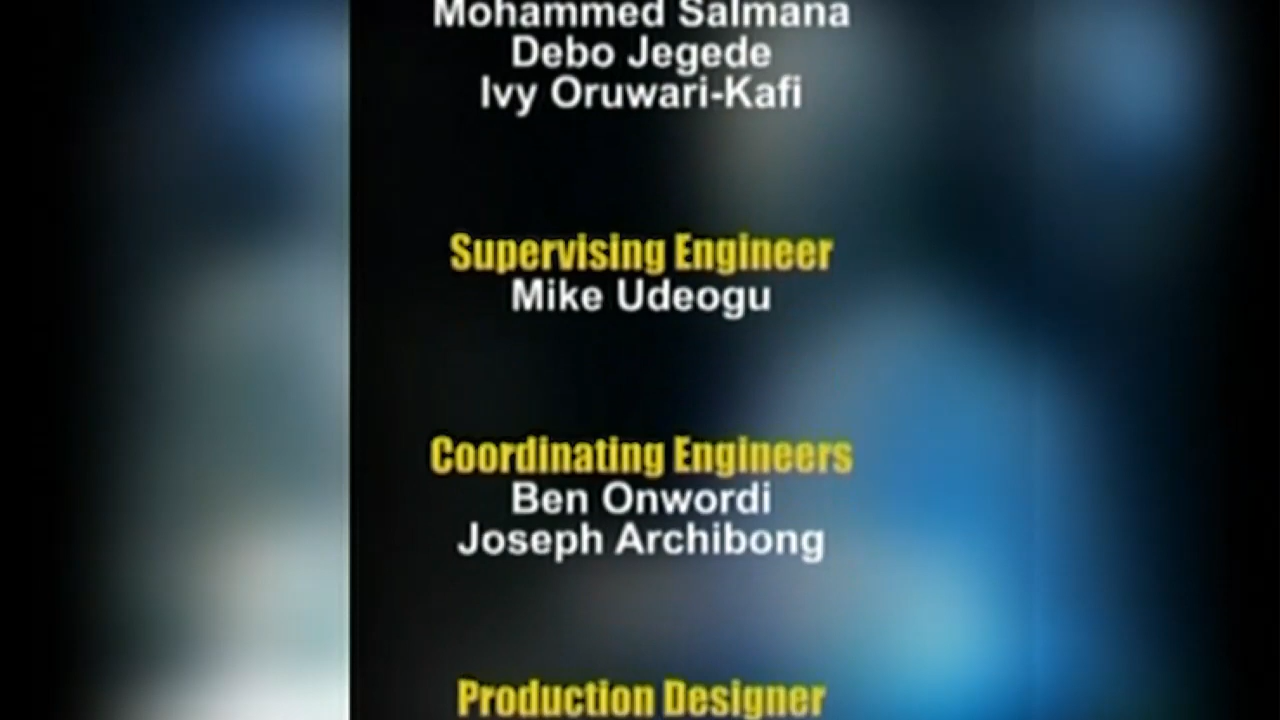 Mohammed Salmana
Debo Jegede
Ivy Oruwari-Kafi
Supervising Engineer
Mike Udeogu
Coordinating Engineers
Ben Onwordi
Joseph Archibong
Production Designer